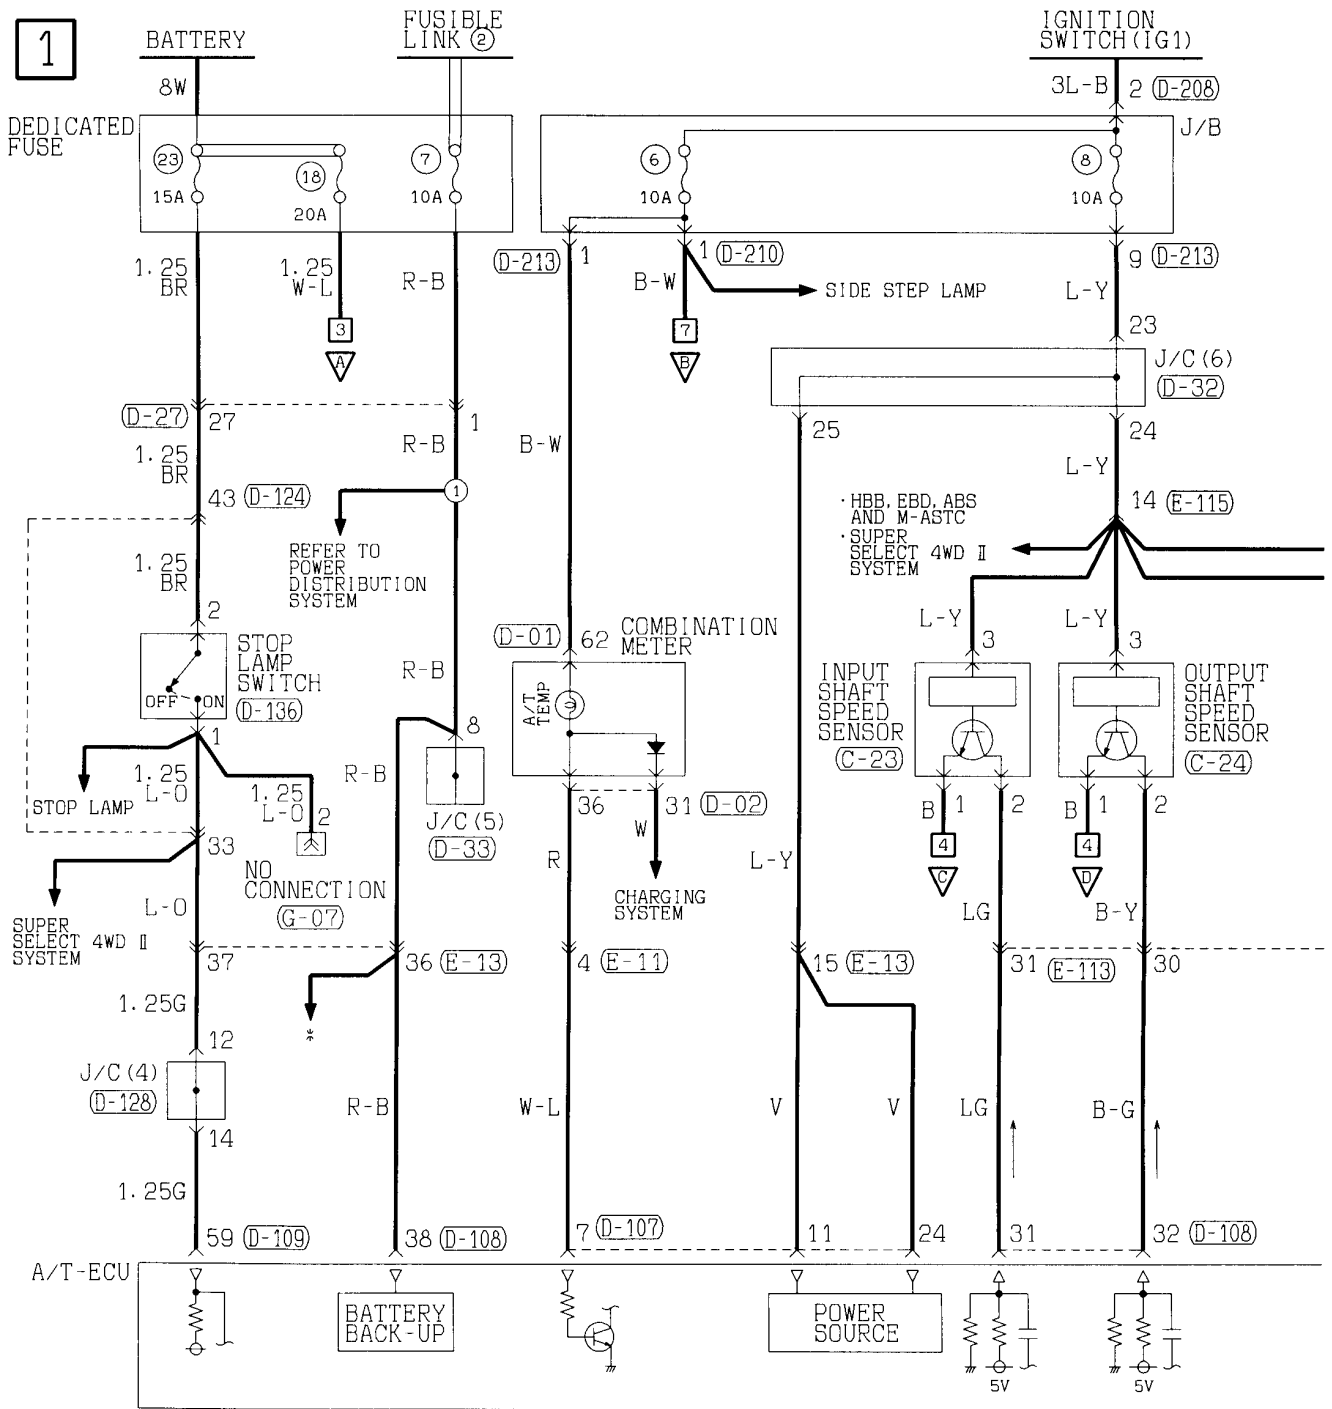 1
BATTERY
FUSIBLE
LINK ②
IGNITION
SWITCH(IG1)
8W
3L-B
2 (D-208)
DEDICATED
FUSE
J/B
23
18
7
6
8
15A
20A
10A
10A
10A
1.25
BR
1.25
W-L
R-B
(D-213) 1
B-W
1 (D-210)
9 (D-213)
SIDE STEP LAMP
L-Y
3
A
7
B
23
J/C(6)
(D-32)
(D-27) 27
1
25
24
1.25
BR
R-B
B-W
L-Y
43 (D-124)
1
14 (E-115)
·HBB, EBD, ABS
AND M-ASTC
·SUPER
SELECT 4WD Ⅱ
SYSTEM
REFER TO
POWER
DISTRIBUTION
SYSTEM
1.25
BR
2
L-Y
L-Y
STOP
LAMP
SWITCH
(D-136)
OFF
ON
R-B
(D-01) 62
COMBINATION
METER
A/T
TEMP
3
3
INPUT
SHAFT
SPEED
SENSOR
(C-23)
OUTPUT
SHAFT
SPEED
SENSOR
(C-24)
1
8
1.25
L-O
STOP LAMP
1.25
L-O
2
R-B
J/C(5)
(D-33)
36
31 (D-02)
W
B
1
2
B
1
2
4
C
4
D
33
NO
CONNECTION
(G-07)
R
CHARGING
SYSTEM
L-Y
LG
B-Y
L-O
SUPER
SELECT 4WD Ⅱ
SYSTEM
37
36 (E-13)
4 (E-11)
15 (E-13)
31
(E-113)
30
*
1.25G
12
J/C(4)
(D-128)
R-B
W-L
V
V
LG
B-G
14
1.25G
59 (D-109)
38 (D-108)
7 (D-107)
11
24
31
32 (D-108)
A/T-ECU
BATTERY
BACK-UP
POWER
SOURCE
5V
5V